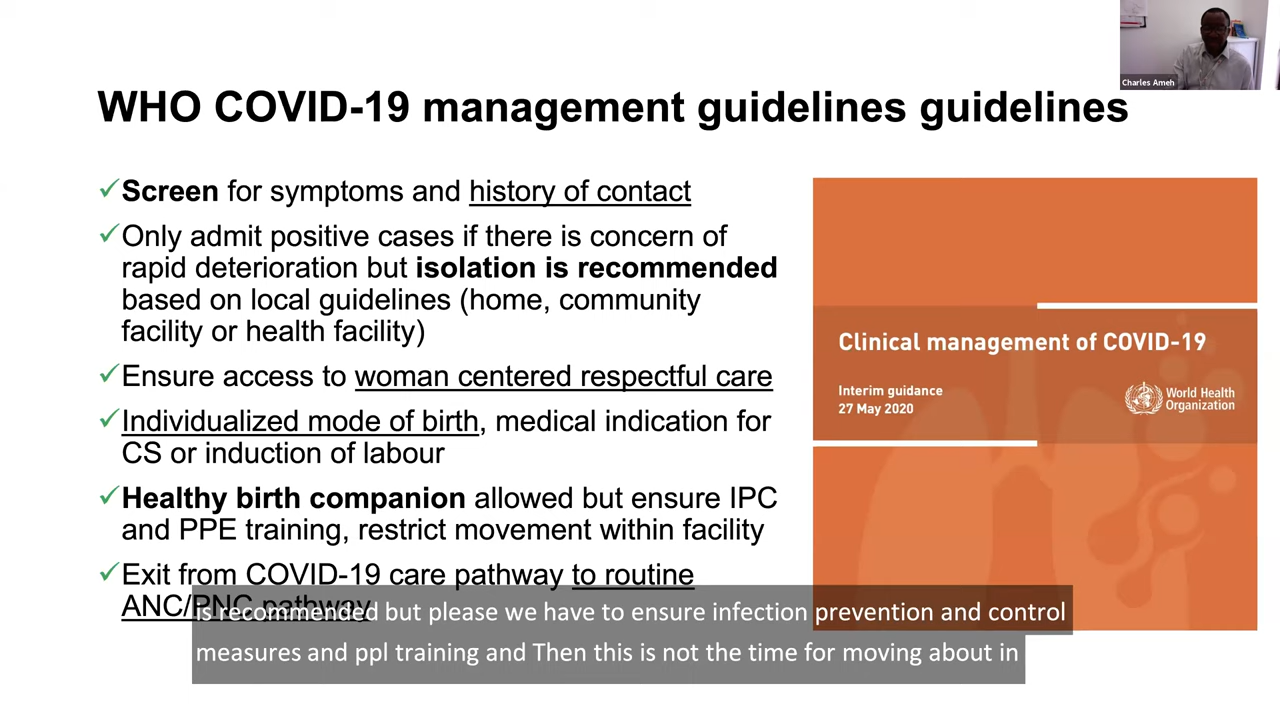 Charles Ameh
WHO COVID-19 management guidelines guidelines
✓Screen for symptoms and history of contact
✓Only admit positive cases if there is concern of
rapid deterioration but isolation is recommended
based on local guidelines (home, community
facility or health facility)
✓Ensure access to woman centered respectful care
✓Individualized mode of birth, medical indication for
CS or induction of labour
✓Healthy birth companion allowed but ensure IPC
and PPE training, restrict movement within facility
✓Exit from COVID-19 care pathway to routine
ANC/PNC pathway
Clinical management of COVID-19
Interim guidance
27 May 2020
World Health
Organization
is recommended but please we have to ensure infection prevention and control
measures and ppl training and Then this is not the time for moving about in